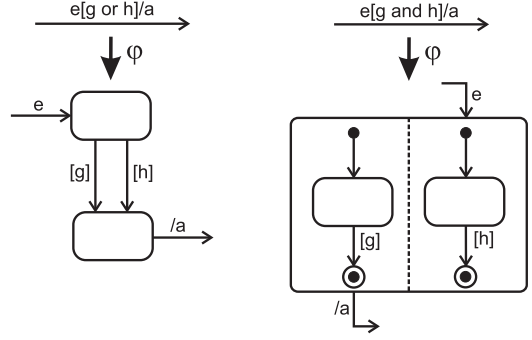 e[g or h]/a
φ
e
[g]
[h]
/a
e[g and h]/a
φ
e
[g]
[h]
/a